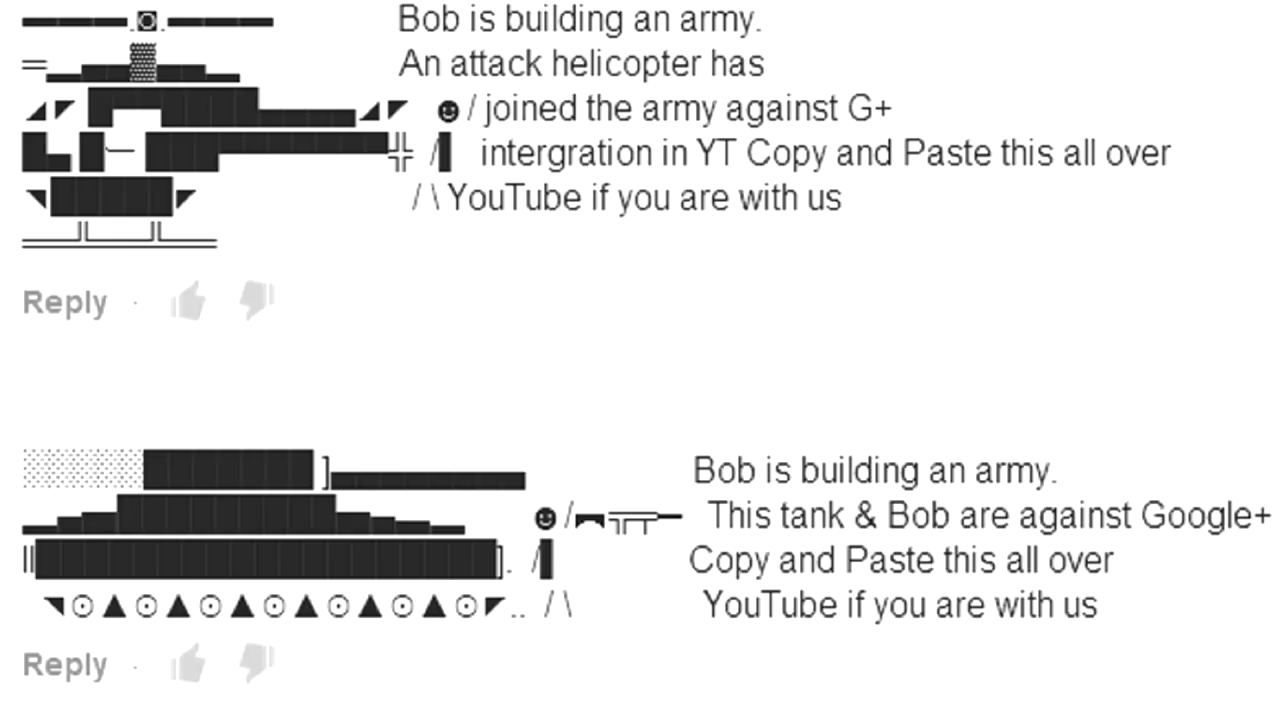 Bob is building an army.
An attack helicopter has
☻/ joined the army against G+
/▌ intergration in YT Copy and Paste this all over
/ \ YouTube if you are with us
Reply ·
Bob is building an army.
☻/ This tank & Bob are against Google+
/▌ Copy and Paste this all over
/ \ YouTube if you are with us
Reply ·